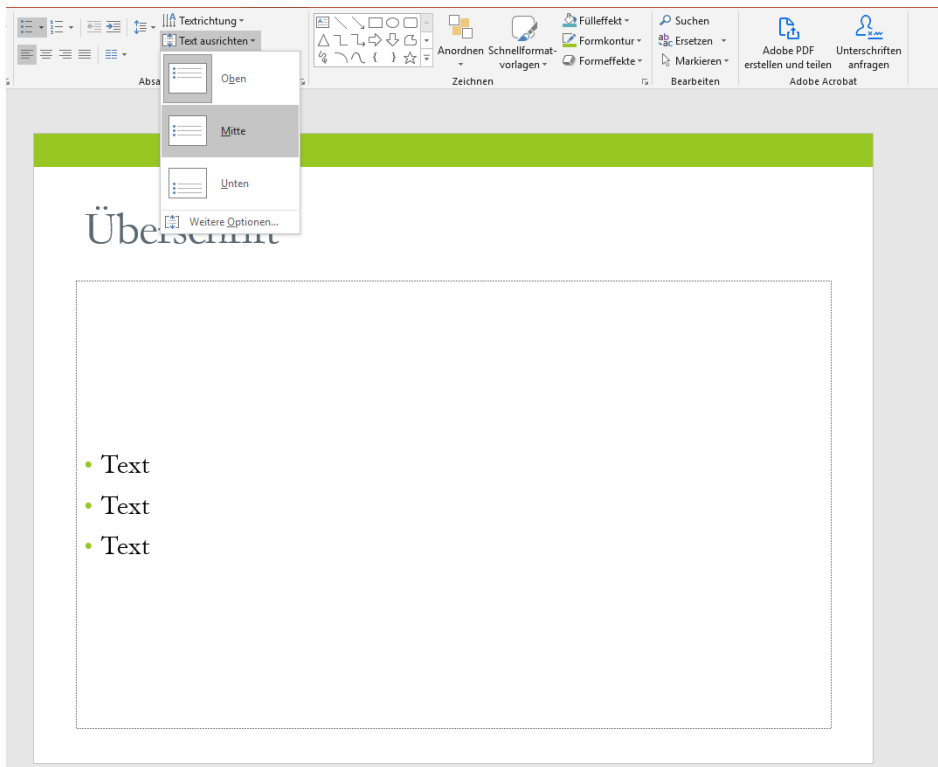 Textrichtung
Text ausrichten
Absa
Oben
Mitte
Unten
Weitere Optionen...
Anordnen
Schnellformat-
vorlagen
Fülleffekt
Formkontur
Formeffekte
Zeichnen
Suchen
Ersetzen
Markieren
Bearbeiten
Adobe PDF
erstellen und teilen
Unterschriften
anfragen
Adobe Acrobat
• Text
• Text
• Text